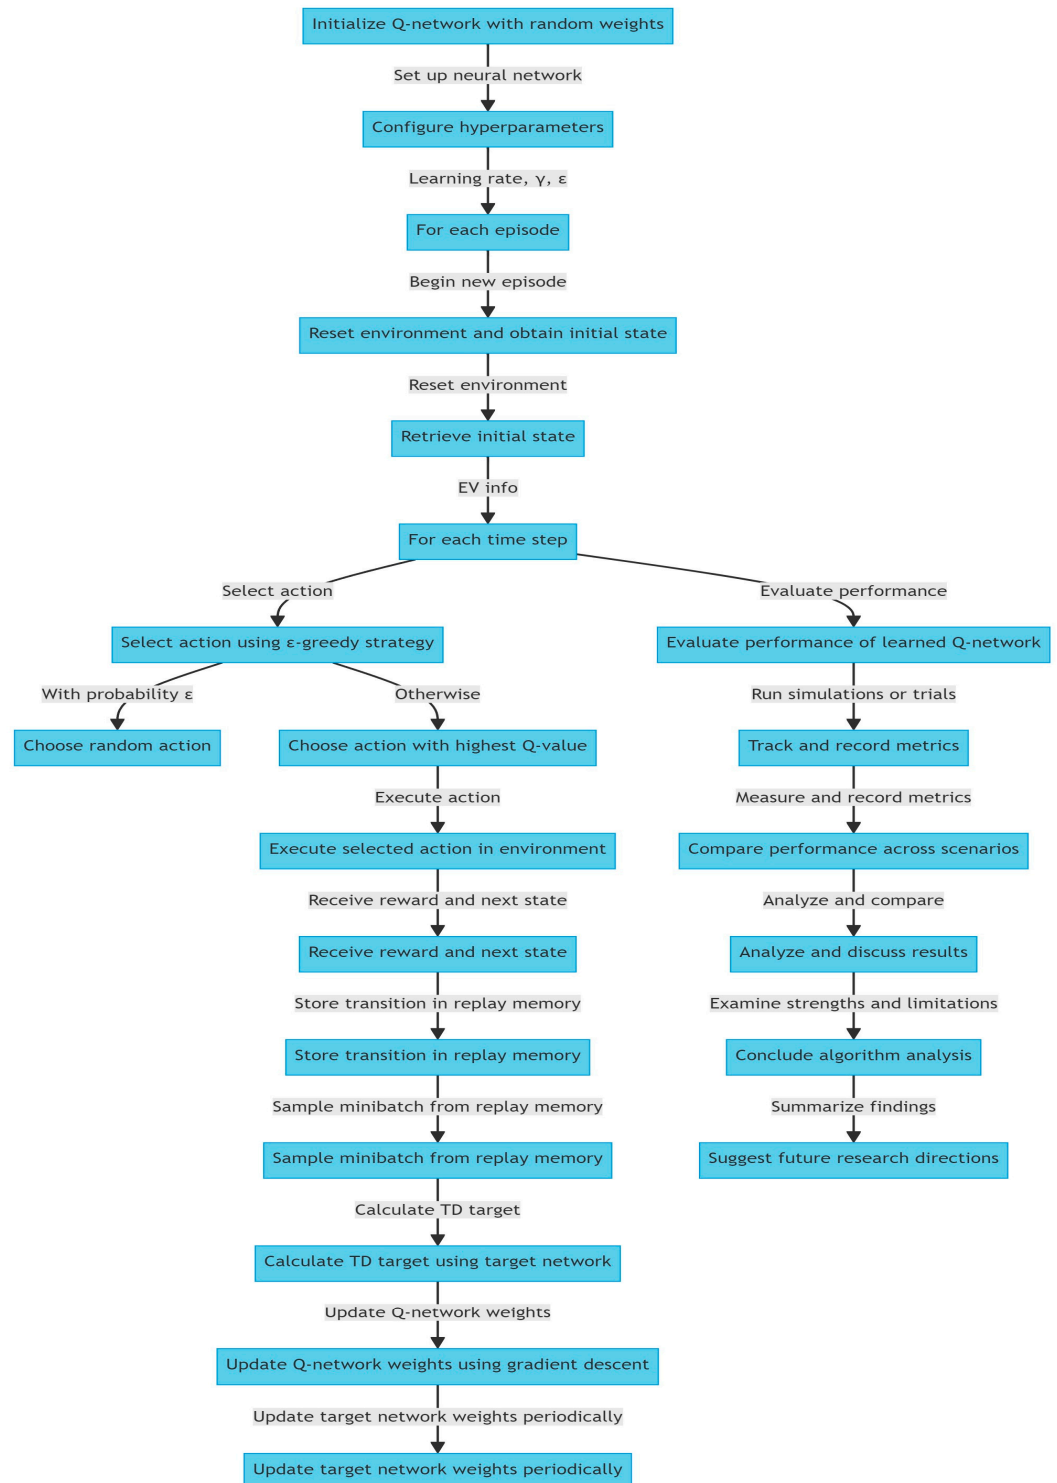 Initialize Q-network with random weights
Set up neural network
Configure hyperparameters
Learning rate, γ, ε
For each episode
Begin new episode
Reset environment and obtain initial state
Reset environment
Retrieve initial state
EV info
For each time step
Select action
Evaluate performance
Select action using ε-greedy strategy
Evaluate performance of learned Q-network
With probability ε
Otherwise
Run simulations or trials
Choose random action
Choose action with highest Q-value
Track and record metrics
Execute action
Measure and record metrics
Execute selected action in environment
Compare performance across scenarios
Receive reward and next state
Analyze and compare
Receive reward and next state
Analyze and discuss results
Store transition in replay memory
Examine strengths and limitations
Store transition in replay memory
Conclude algorithm analysis
Sample minibatch from replay memory
Summarize findings
Sample minibatch from replay memory
Suggest future research directions
Calculate TD target
Calculate TD target using target network
Update Q-network weights
Update Q-network weights using gradient descent
Update target network weights periodically
Update target network weights periodically